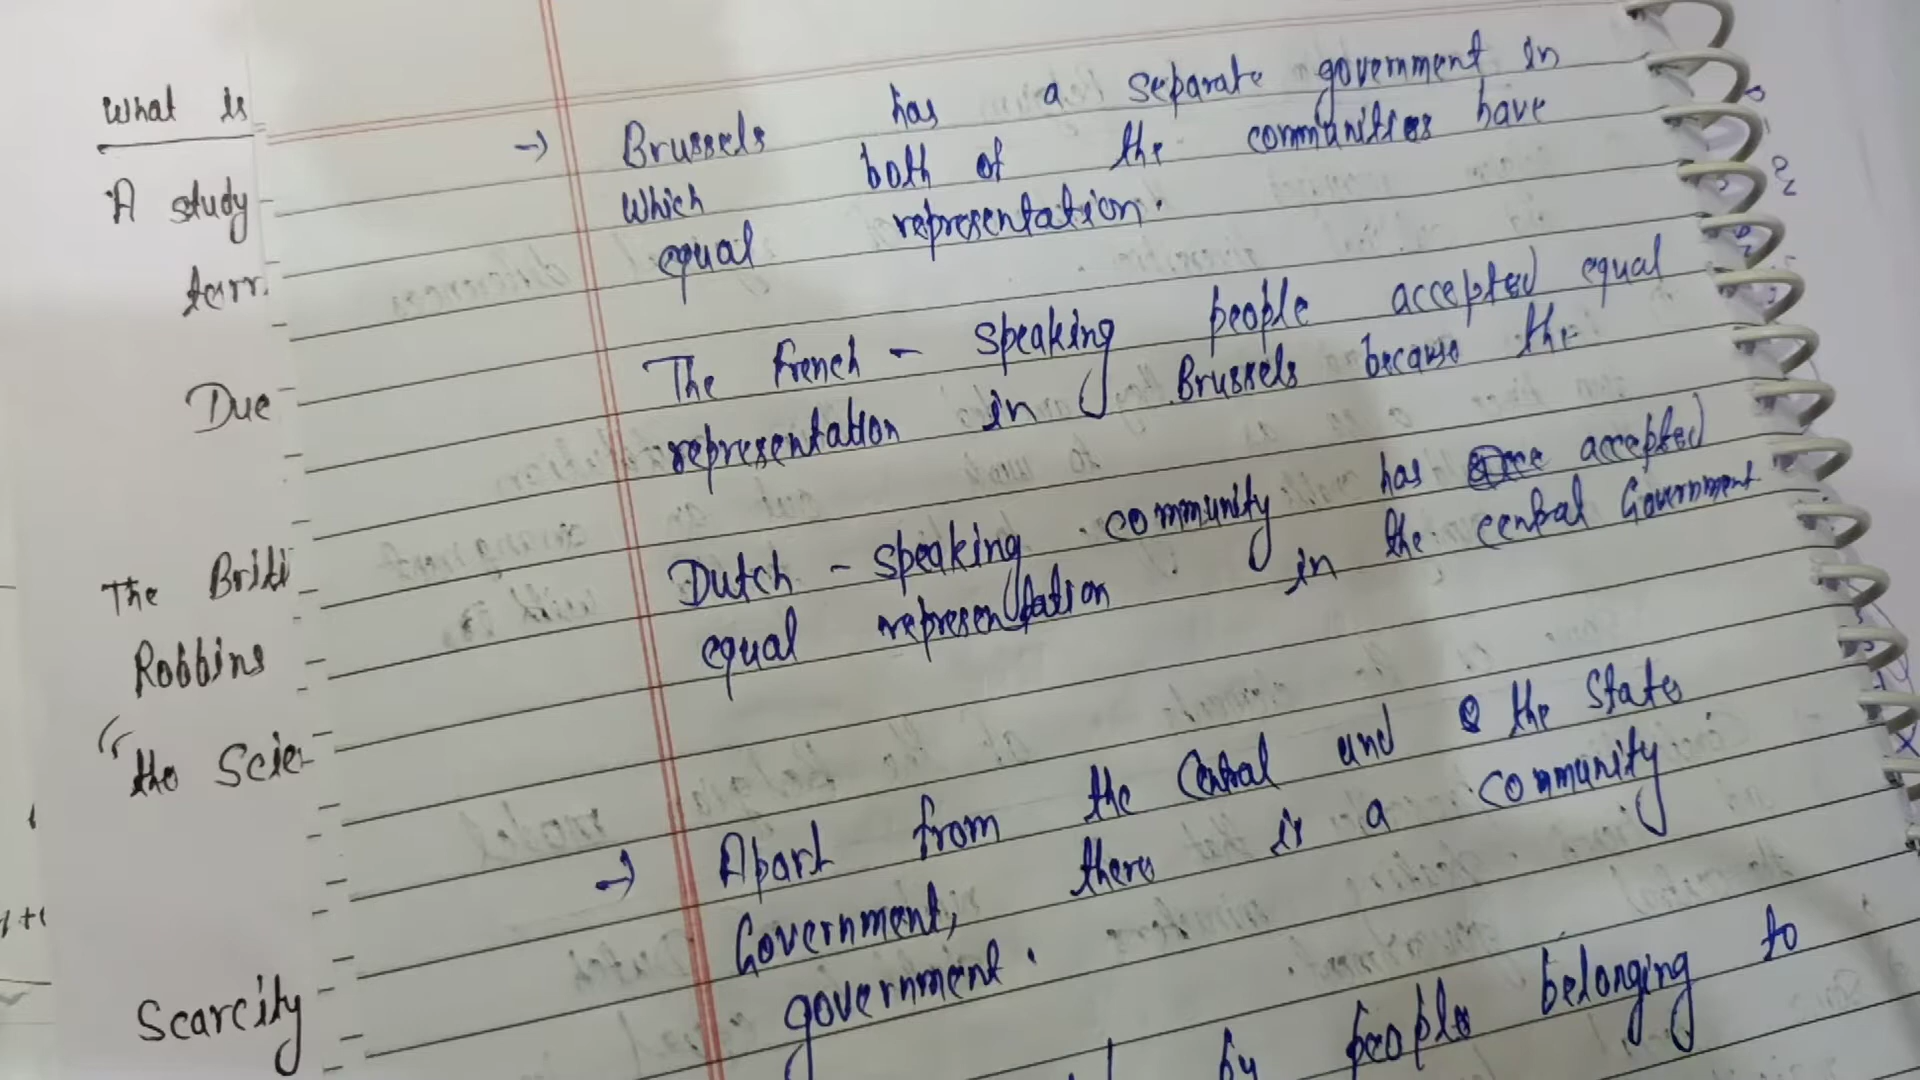 What is
A study
Due
The Briti
Robbins
the Scie
Scarcity
→ Brussels has a separate government in
which both of the communities have
equal representation.
The French - speaking people accepted equal
representation in Brussels because the
Dutch - speaking community has accepted
equal representation in the central Government
→ Apart from the Central and the State
Government, there is a community
government.
by people belonging to